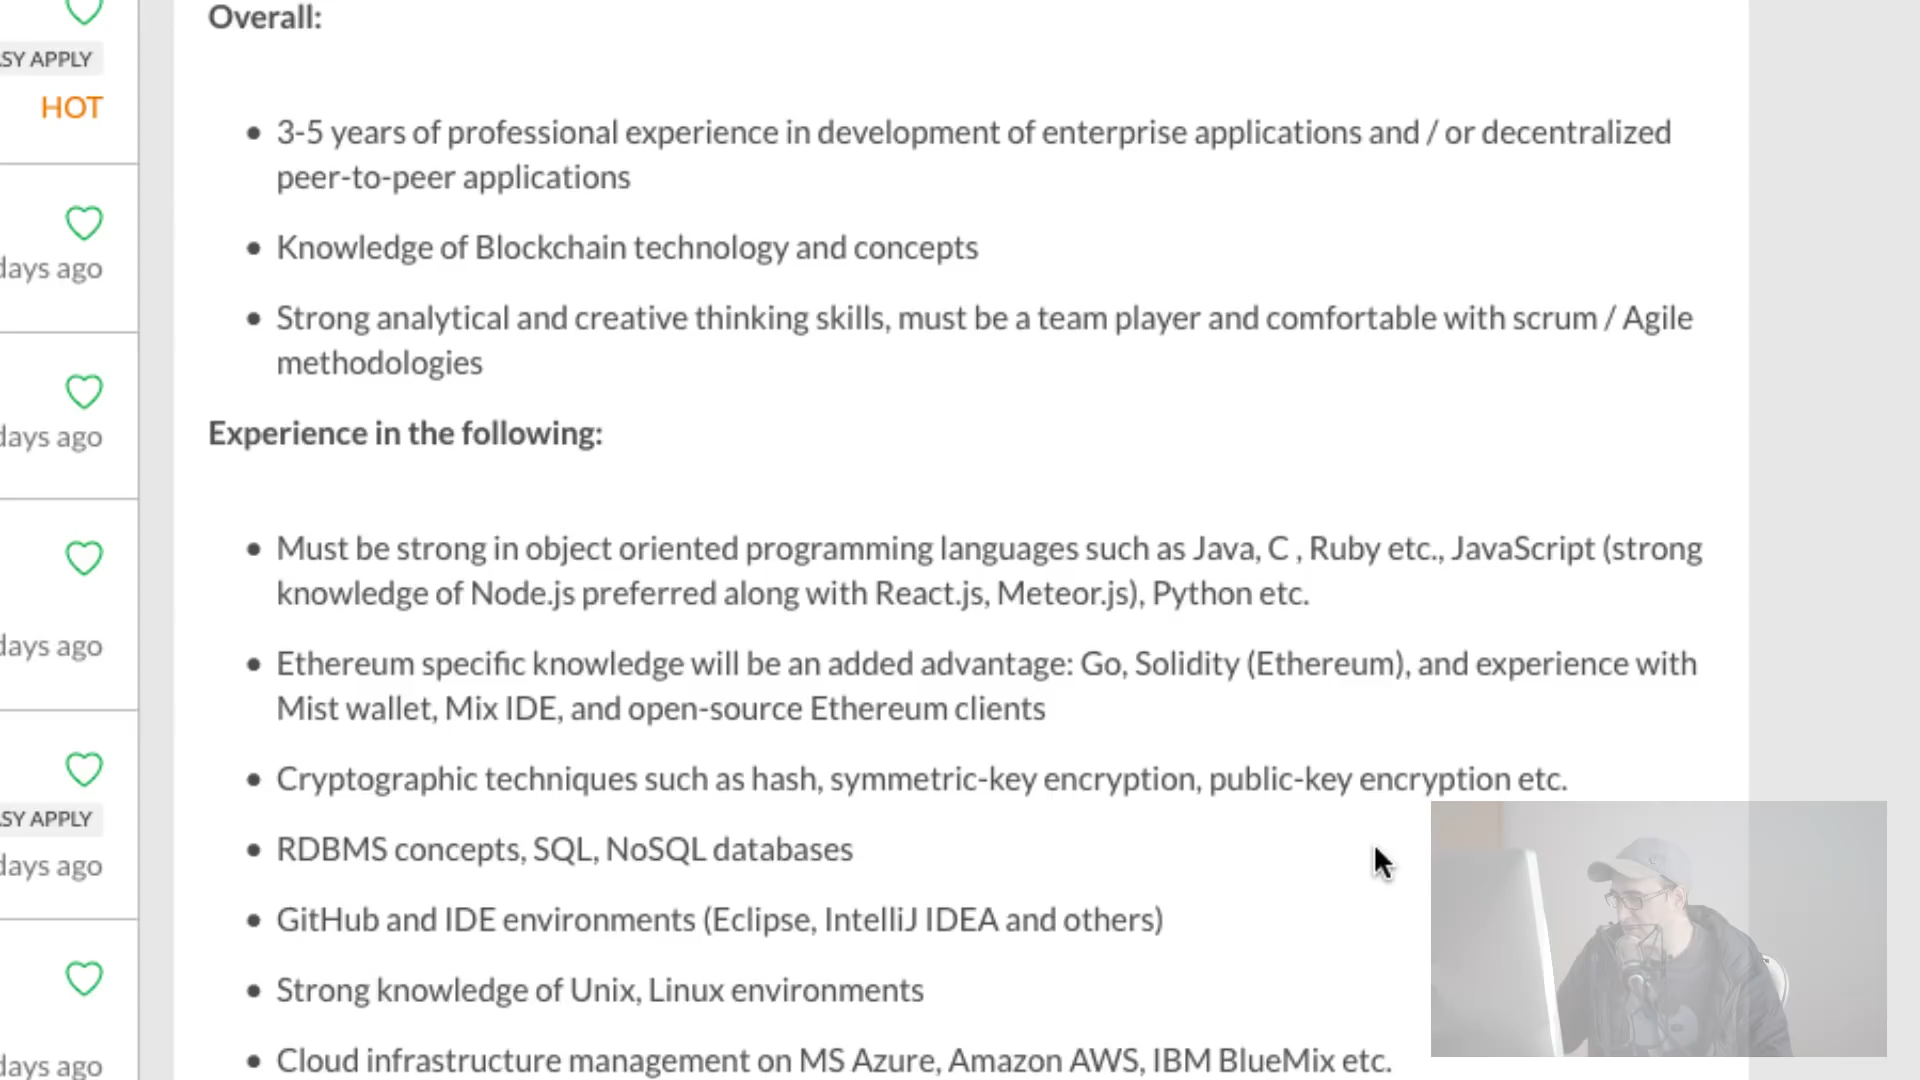 Overall:
SY APPLY
HOT
3-5 years of professional experience in development of enterprise applications and / or decentralized
peer-to-peer applications
Knowledge of Blockchain technology and concepts
days ago
Strong analytical and creative thinking skills, must be a team player and comfortable with scrum / Agile
methodologies
days ago
Experience in the following:
Must be strong in object oriented programming languages such as Java, C , Ruby etc., JavaScript (strong
knowledge of Node.js preferred along with React.js, Meteor.js), Python etc.
days ago
Ethereum specific knowledge will be an added advantage: Go, Solidity (Ethereum), and experience with
Mist wallet, Mix IDE, and open-source Ethereum clients
Cryptographic techniques such as hash, symmetric-key encryption, public-key encryption etc.
SY APPLY
RDBMS concepts, SQL, NoSQL databases
days ago
GitHub and IDE environments (Eclipse, IntelliJ IDEA and others)
Strong knowledge of Unix, Linux environments
Cloud infrastructure management on MS Azure, Amazon AWS, IBM BlueMix etc.
days ago